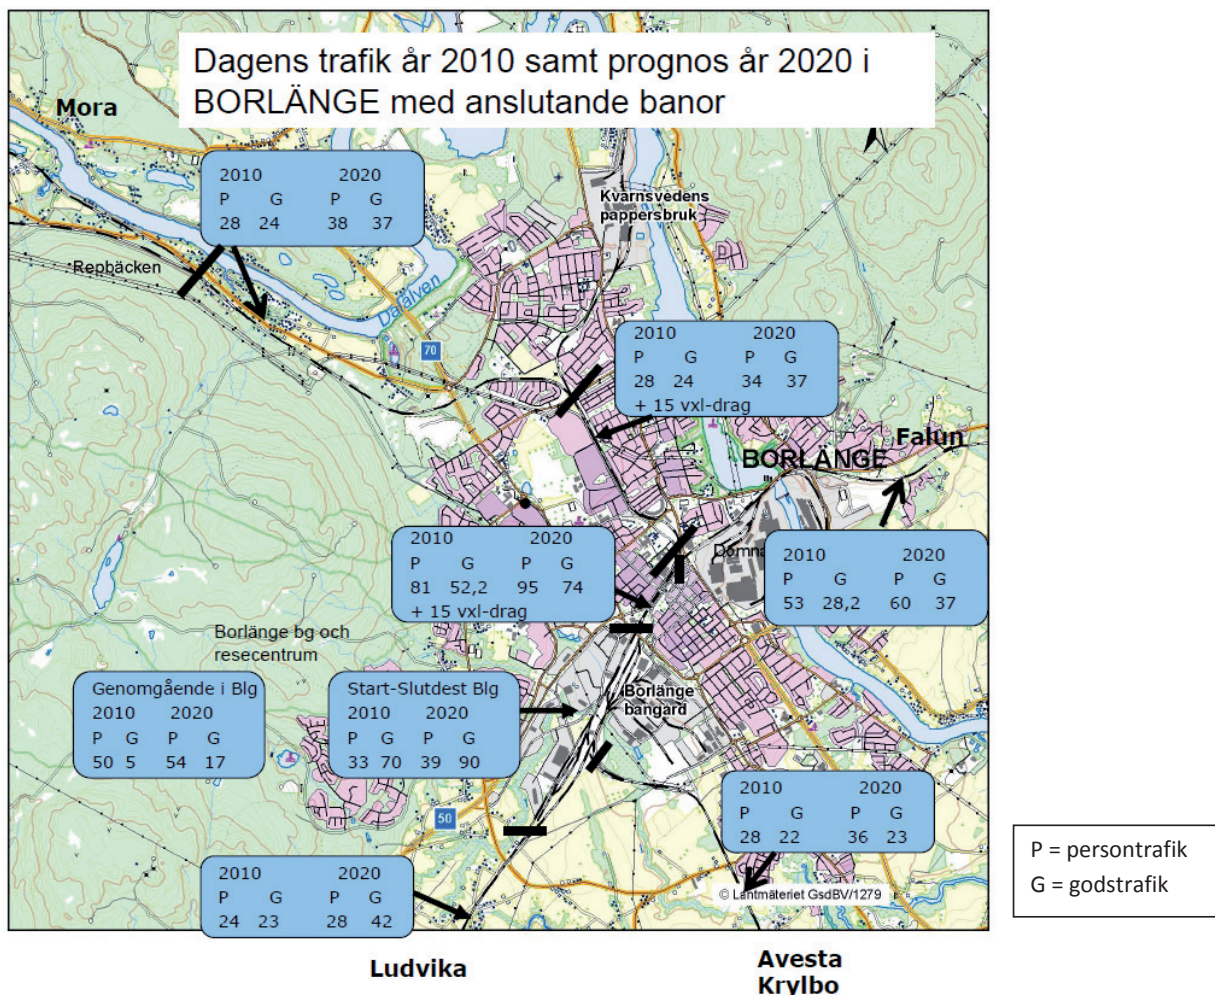 Dagens trafik år 2010 samt prognos år 2020 i
BORLÄNGE med anslutande banor
Mora
2010 2020
P G P G
28 24 38 37
Kvarnsvedens
pappersbruk
Repbäcken
Dalälven
70
2010 2020
P G P G
28 24 34 37
+ 15 vxl-drag
Falun
BORLÄNGE
2010 2020
P G P G
81 52,2 95 74
+ 15 vxl-drag
2010 2020
P G P G
53 28,2 60 37
Borlänge bg och
resecentrum
Genomgående i Blg
2010 2020
P G P G
50 5 54 17
Start-Slutdest Blg
2010 2020
P G P G
33 70 39 90
Borlänge
bangård
50
2010 2020
P G P G
28 22 36 23
2010 2020
P G P G
24 23 28 42
© Lantmäteriet GsdBV/1279
P = persontrafik
G = godstrafik
Ludvika
Avesta
Krylbo